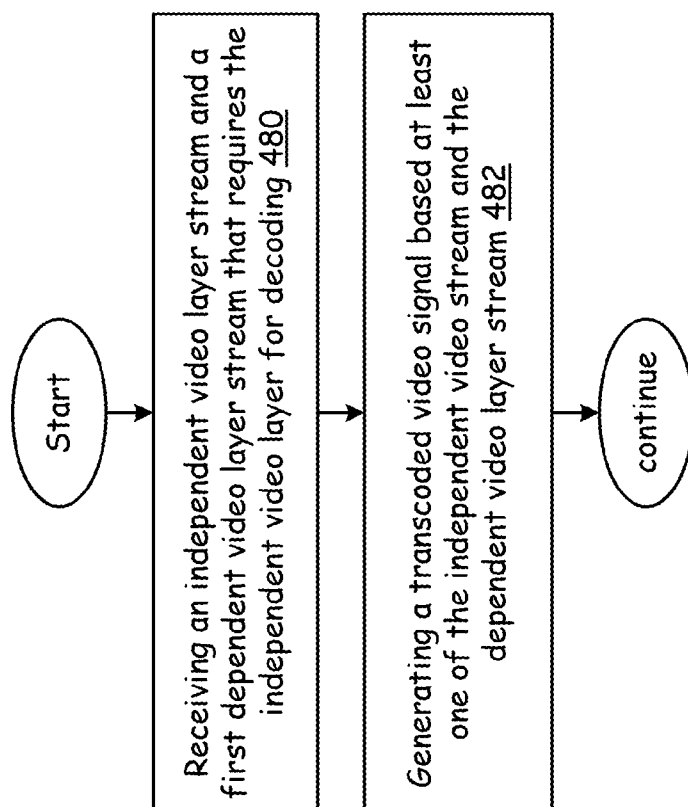 Start
Receiving an independent video layer stream and a
first dependent video layer stream that requires the
independent video layer for decoding 480
Generating a transcoded video signal based at least
one of the independent video stream and the
dependent video layer stream 482
continue